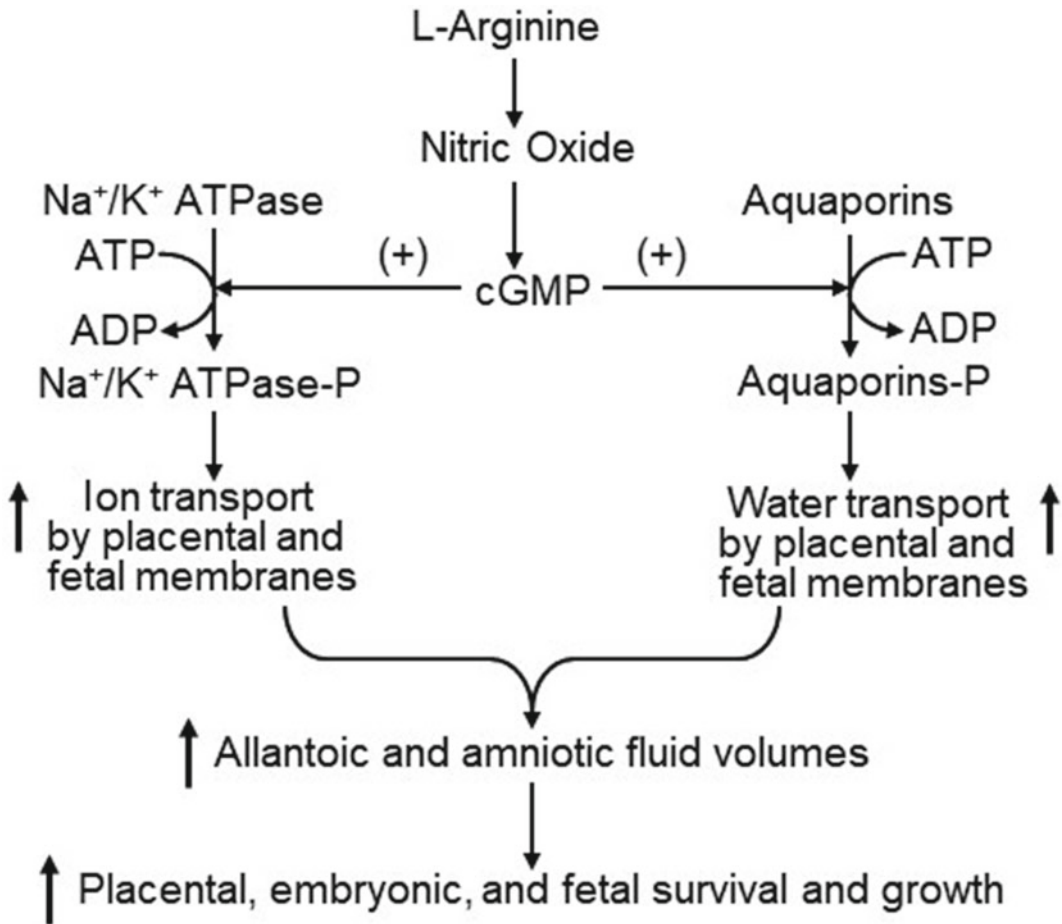 L-Arginine
Nitric Oxide
Na⁺/K⁺ ATPase
Aquaporins
ATP
(+)
(+)
ATP
cGMP
ADP
ADP
Na⁺/K⁺ ATPase-P
Aquaporins-P
Ion transport
by placental and
fetal membranes
Water transport
by placental and
fetal membranes
Allantoic and amniotic fluid volumes
Placental, embryonic, and fetal survival and growth